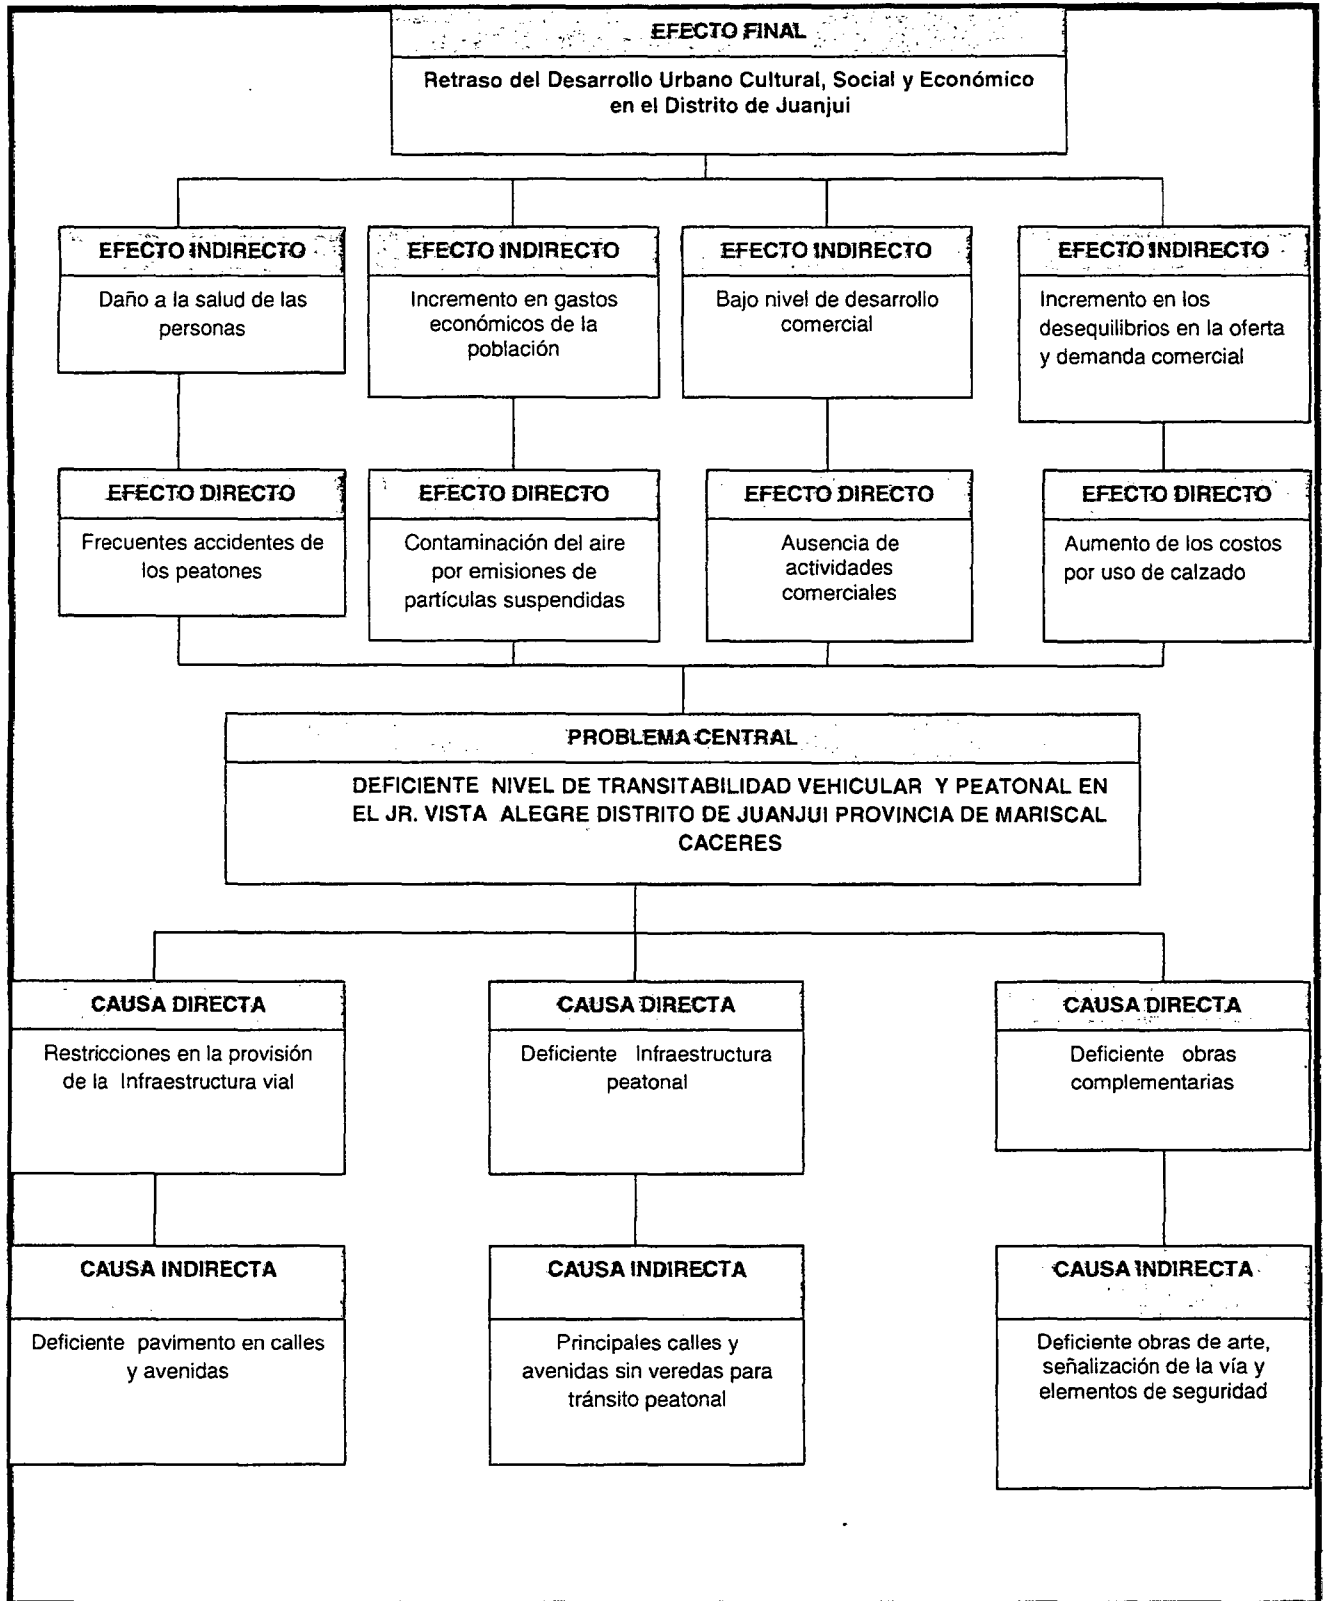 EFECTO FINAL
Retraso del Desarrollo Urbano Cultural, Social y Económico
en el Distrito de Juanjui
EFECTO INDIRECTO
Daño a la salud de las
personas
EFECTO INDIRECTO
Incremento en gastos
económicos de la
población
EFECTO INDIRECTO
Bajo nivel de desarrollo
comercial
EFECTO INDIRECTO
Incremento en los
desequilibrios en la oferta
y demanda comercial
EFECTO DIRECTO
Frecuentes accidentes de
los peatones
EFECTO DIRECTO
Contaminación del aire
por emisiones de
partículas suspendidas
EFECTO DIRECTO
Ausencia de
actividades
comerciales
EFECTO DIRECTO
Aumento de los costos
por uso de calzado
PROBLEMA CENTRAL
DEFICIENTE NIVEL DE TRANSITABILIDAD VEHICULAR Y PEATONAL EN
EL JR. VISTA ALEGRE DISTRITO DE JUANJUI PROVINCIA DE MARISCAL
CACERES
CAUSA DIRECTA
Restricciones en la provisión
de la Infraestructura vial
CAUSA DIRECTA
Deficiente Infraestructura
peatonal
CAUSA DIRECTA
Deficiente obras
complementarias
CAUSA INDIRECTA
Deficiente pavimento en calles
y avenidas
CAUSA INDIRECTA
Principales calles y
avenidas sin veredas para
tránsito peatonal
CAUSA INDIRECTA
Deficiente obras de arte,
señalización de la vía y
elementos de seguridad